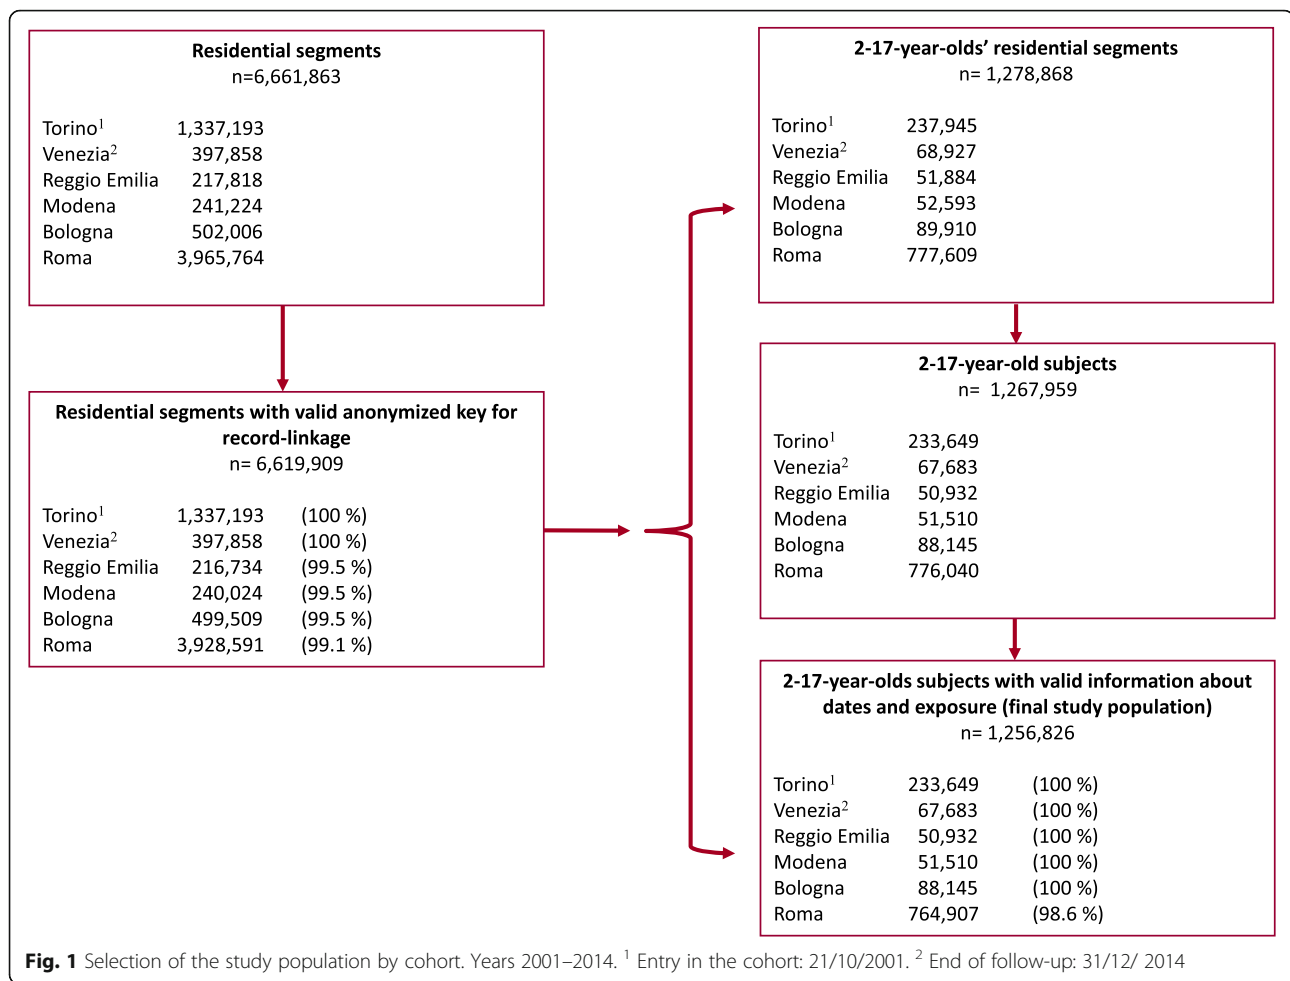 Residential segments
n=6,661,863
Torino¹ 1,337,193
Venezia² 397,858
Reggio Emilia 217,818
Modena 241,224
Bologna 502,006
Roma 3,965,764
Residential segments with valid anonymized key for
record-linkage
n= 6,619,909
Torino¹ 1,337,193 (100 %)
Venezia² 397,858 (100 %)
Reggio Emilia 216,734 (99.5 %)
Modena 240,024 (99.5 %)
Bologna 499,509 (99.5 %)
Roma 3,928,591 (99.1 %)
2-17-year-olds’ residential segments
n= 1,278,868
Torino¹ 237,945
Venezia² 68,927
Reggio Emilia 51,884
Modena 52,593
Bologna 89,910
Roma 777,609
2-17-year-old subjects
n= 1,267,959
Torino¹ 233,649
Venezia² 67,683
Reggio Emilia 50,932
Modena 51,510
Bologna 88,145
Roma 776,040
2-17-year-olds subjects with valid information about
dates and exposure (final study population)
n= 1,256,826
Torino¹ 233,649 (100 %)
Venezia² 67,683 (100 %)
Reggio Emilia 50,932 (100 %)
Modena 51,510 (100 %)
Bologna 88,145 (100 %)
Roma 764,907 (98.6 %)
Fig. 1 Selection of the study population by cohort. Years 2001–2014. ¹ Entry in the cohort: 21/10/2001. ² End of follow-up: 31/12/ 2014